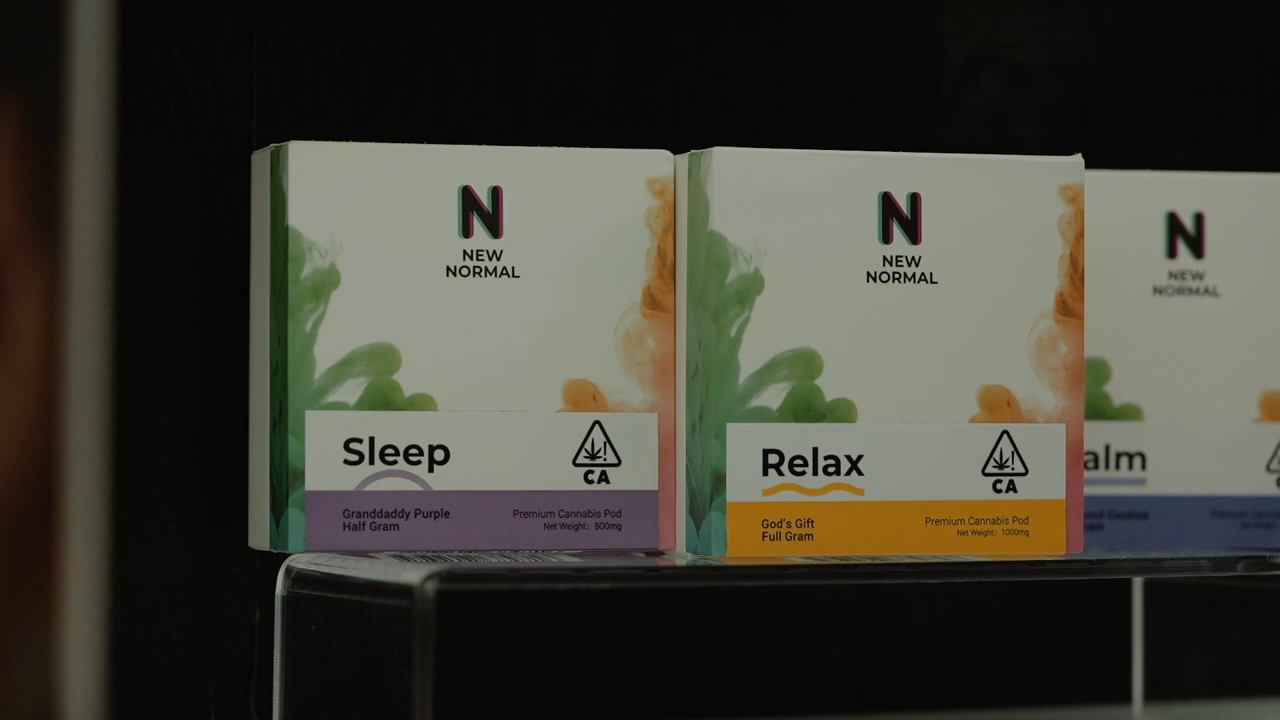 N
NEW
NORMAL
Sleep
CA
Granddaddy Purple
Half Gram
Premium Cannabis Pod
Net Weight: 500mg
N
NEW
NORMAL
Relax
CA
God's Gift
Full Gram
Premium Cannabis Pod
Net Weight: 1000mg
N
NEW
NORMAL
alm
Cookies